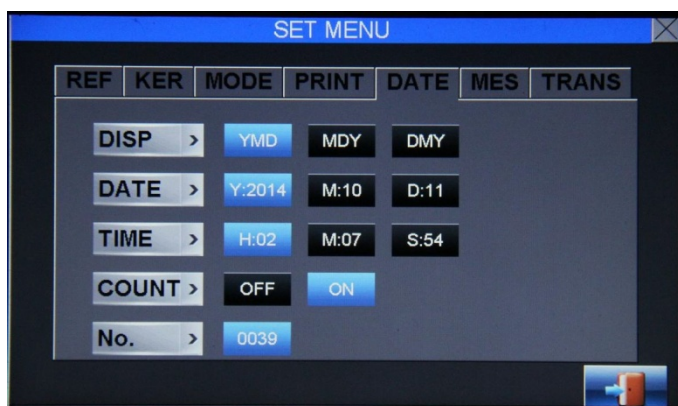 SET MENU
REF KER MODE PRINT DATE MES TRANS
DISP > YMD MDY DMY
DATE > Y:2014 M:10 D:11
TIME > H:02 M:07 S:54
COUNT > OFF ON
No. > 0039